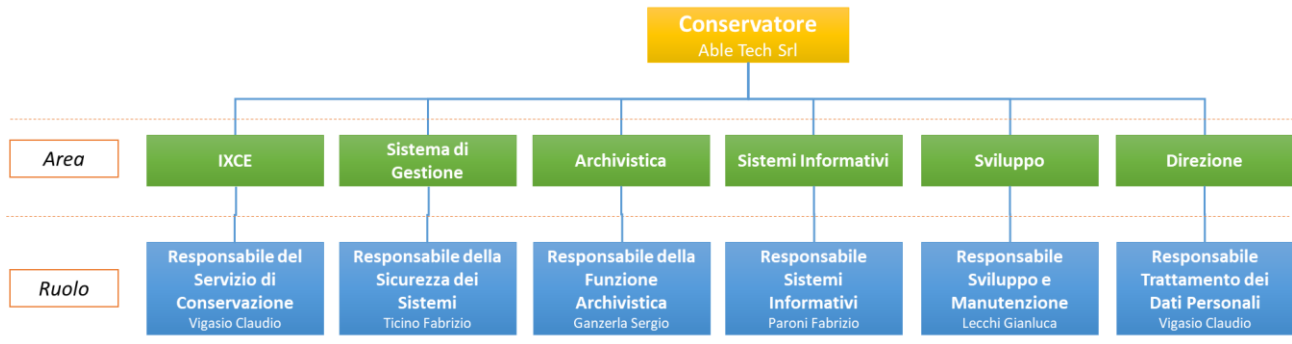 Conservatore
Able Tech Srl
Area
IXCE
Sistema di
Gestione
Archivistica
Sistemi Informativi
Sviluppo
Direzione
Ruolo
Responsabile del
Servizio di
Conservazione
Vigasio Claudio
Responsabile della
Sicurezza dei
Sistemi
Ticino Fabrizio
Responsabile della
Funzione
Archivistica
Ganzerla Sergio
Responsabile
Sistemi
Informativi
Paroni Fabrizio
Responsabile
Sviluppo e
Manutenzione
Lecchi Gianluca
Responsabile
Trattamento dei
Dati Personali
Vigasio Claudio